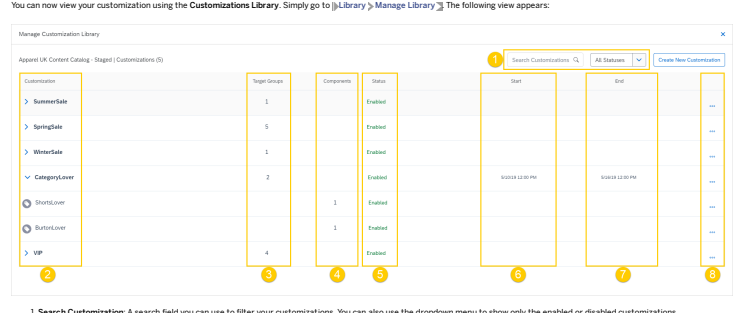 You can now view your customization using the Customizations Library. Simply go to Library Manage Library. The following view appears:
Manage Customization Library ×
Apparel UK Content Catalog - Staged | Customizations (5)
1 Search Customizations All Statuses Create New Customization
Customization Target Groups Components Status Start End
SummerSale 1 Enabled ...
SpringSale 5 Enabled ...
WinterSale 1 Enabled ...
CategoryLover 2 Enabled 5/10/19 12:00 PM 5/16/19 12:00 PM ...
ShortsLover 1 Enabled ...
BurtonLover 1 Enabled ...
VIP 4 Enabled ...
2 3 4 5 6 7 8
1. Search Customization: A search field you can use to filter your customizations. You can also use the dropdown menu to show only the enabled or disabled customizations